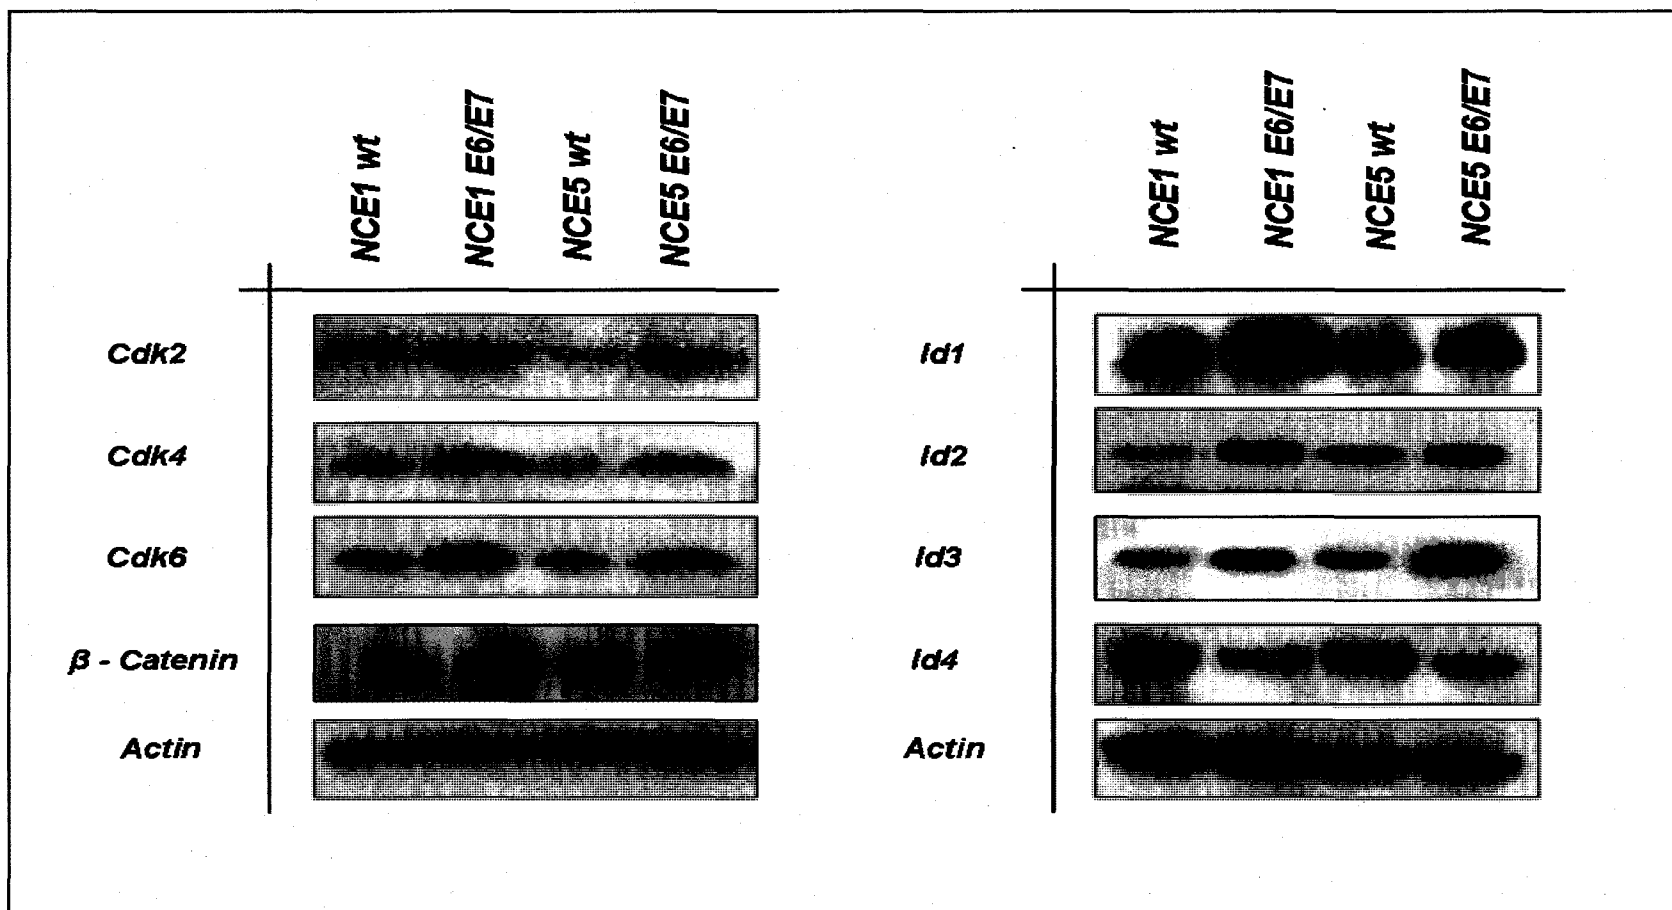 NCE1 wt
NCE1 E6/E7
NCE5 wt
NCE5 E6/E7
Cdk2
Cdk4
Cdk6
β - Catenin
Actin
NCE1 wt
NCE1 E6/E7
NCE5 wt
NCE5 E6/E7
Id1
Id2
Id3
Id4
Actin